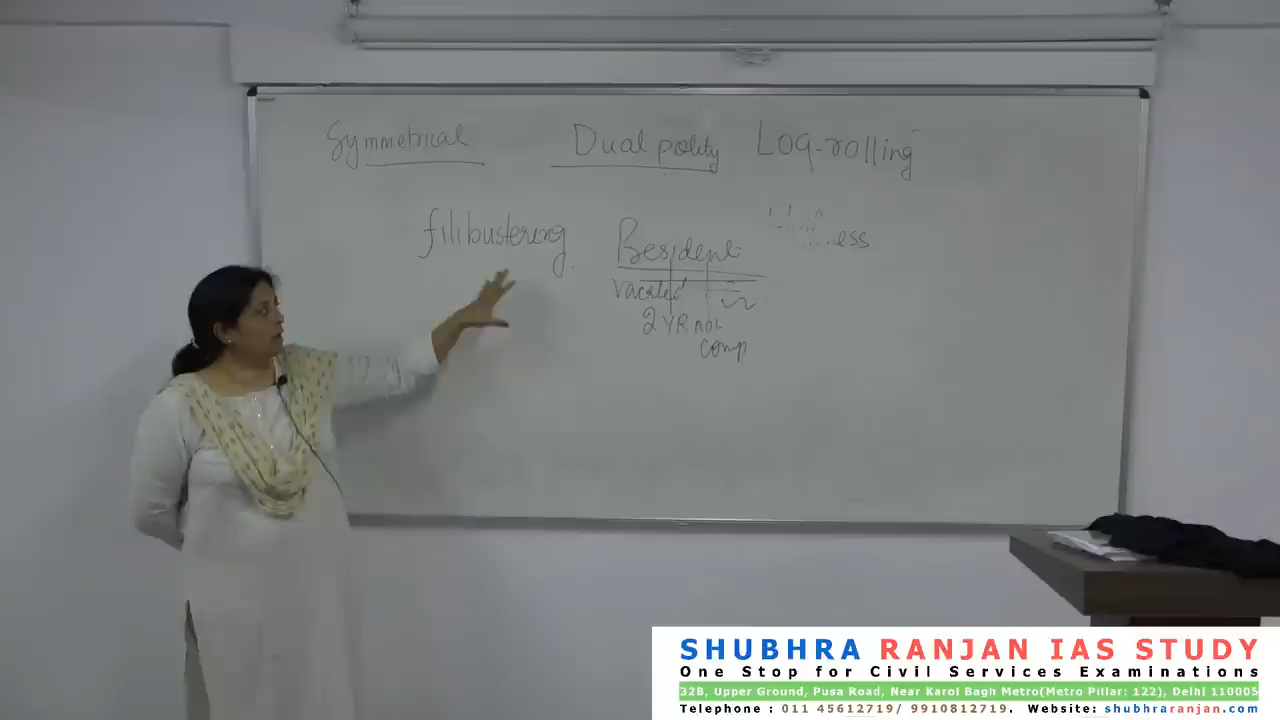 Symmetrical Dual polity Log-rolling
filibustering
ness
vacated
2 YR not
comp
SHUBHRA RANJAN IAS STUDY
One Stop for Civil Services Examinations
32B, Upper Ground, Pusa Road, Near Karol Bagh Metro(Metro Pillar: 122), Delhi 110005
Telephone : 011 45612719/ 9910812719. Website: shubhraranjan.com